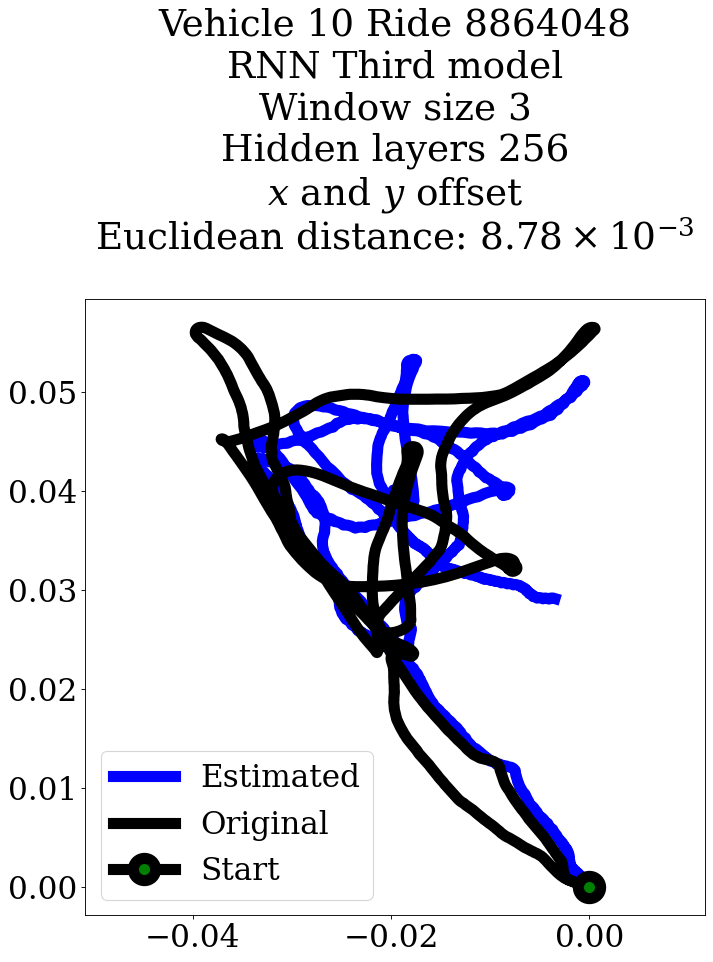 Vehicle 10 Ride 8864048
RNN Third model
Window size 3
Hidden layers 256
x and y offset
Euclidean distance: 8.78 × 10⁻³
0.05
0.04
0.03
0.02
0.01
0.00
Estimated
Original
Start
−0.04 −0.02 0.00